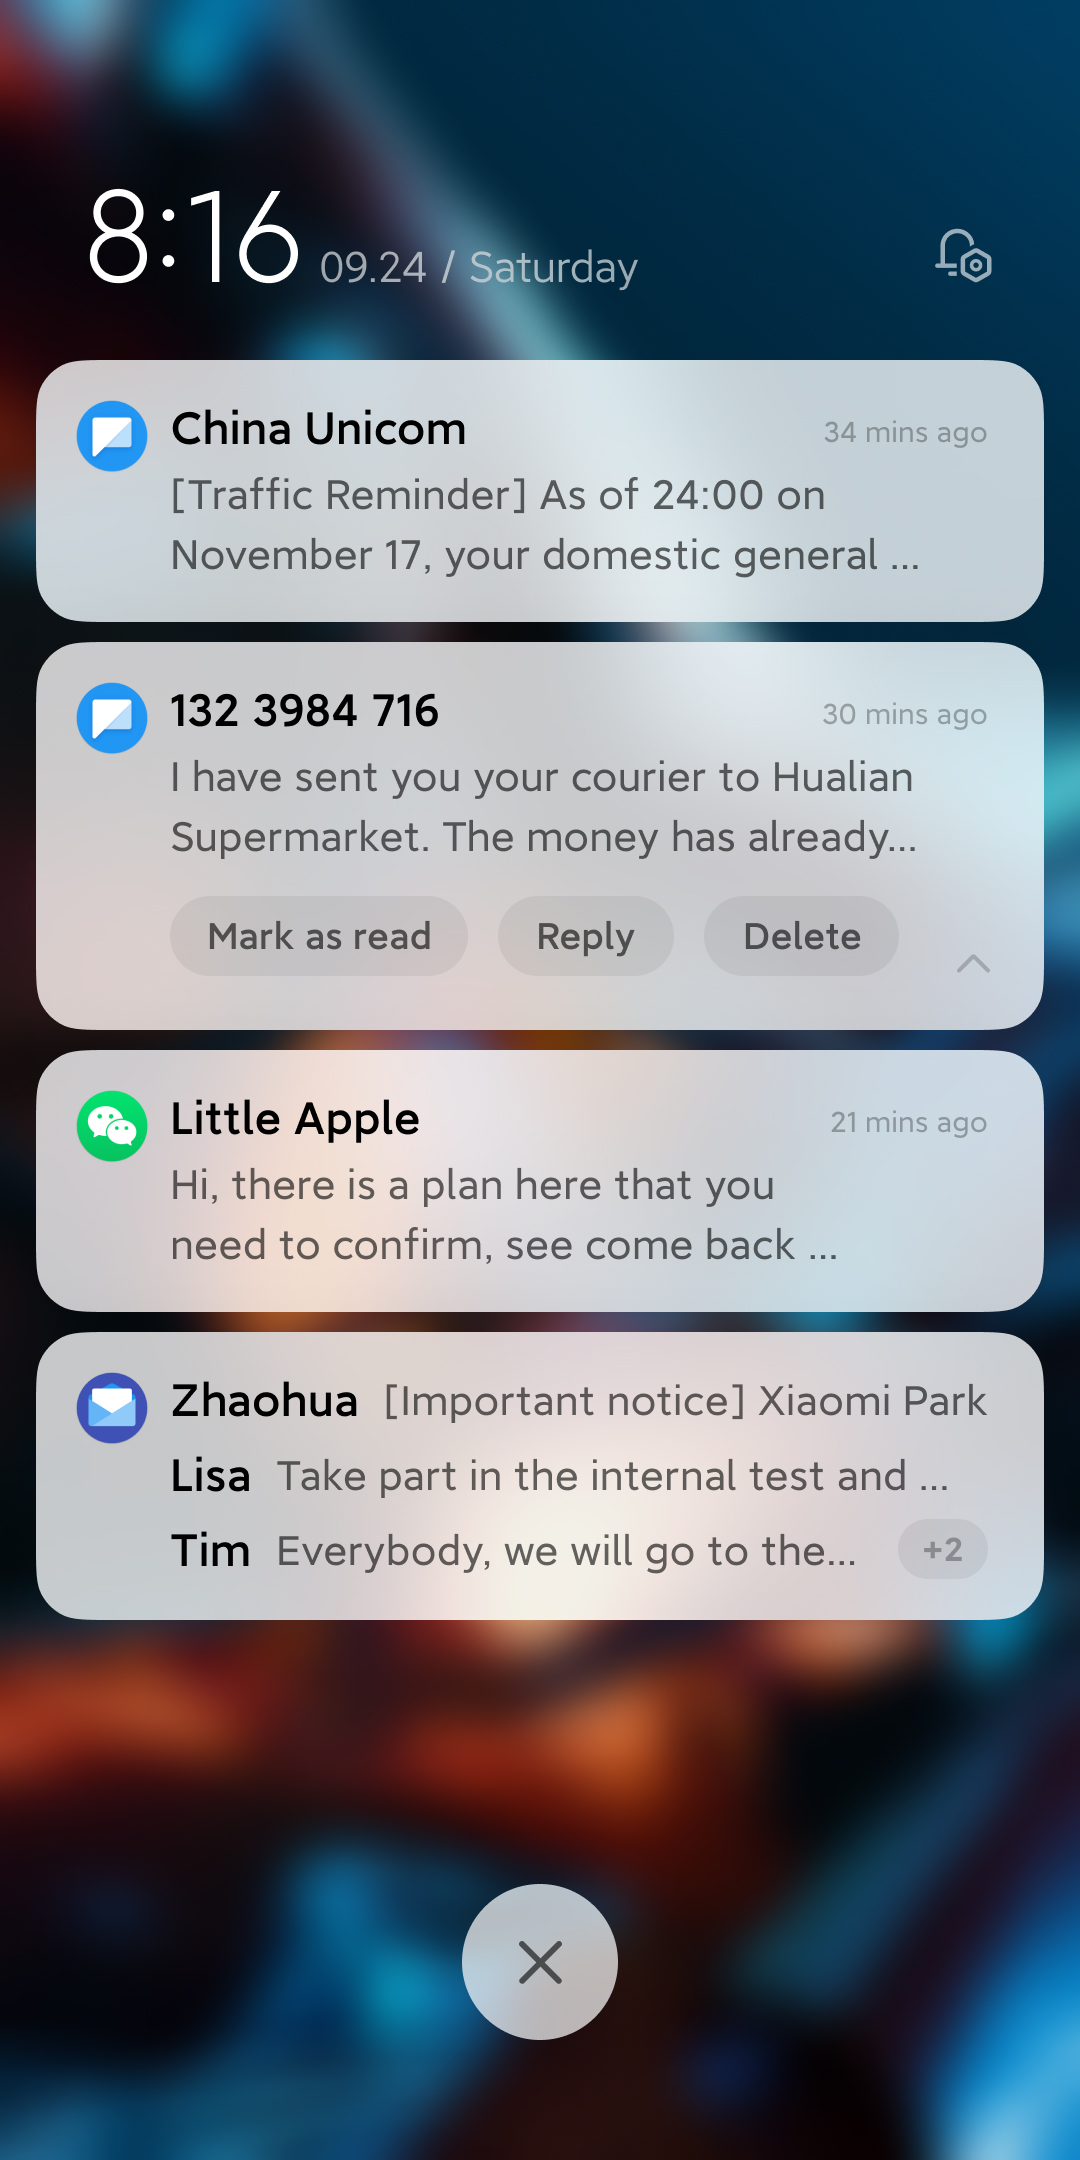 8:16 09.24 / Saturday
China Unicom 34 mins ago
[Traffic Reminder] As of 24:00 on
November 17, your domestic general ...
132 3984 716 30 mins ago
I have sent you your courier to Hualian
Supermarket. The money has already...
Mark as read Reply Delete
Little Apple 21 mins ago
Hi, there is a plan here that you
need to confirm, see come back ...
Zhaohua [Important notice] Xiaomi Park
Lisa Take part in the internal test and ...
Tim Everybody, we will go to the... +2